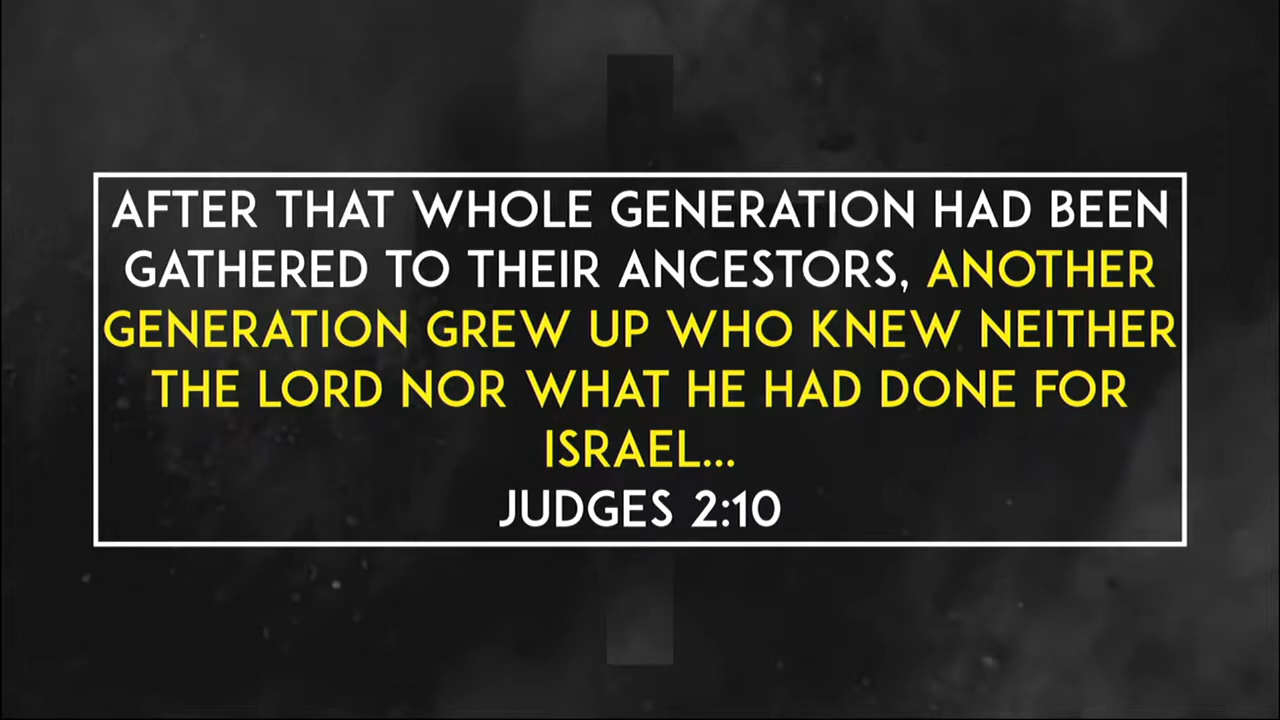 AFTER THAT WHOLE GENERATION HAD BEEN
GATHERED TO THEIR ANCESTORS, ANOTHER
GENERATION GREW UP WHO KNEW NEITHER
THE LORD NOR WHAT HE HAD DONE FOR
ISRAEL...
JUDGES 2:10